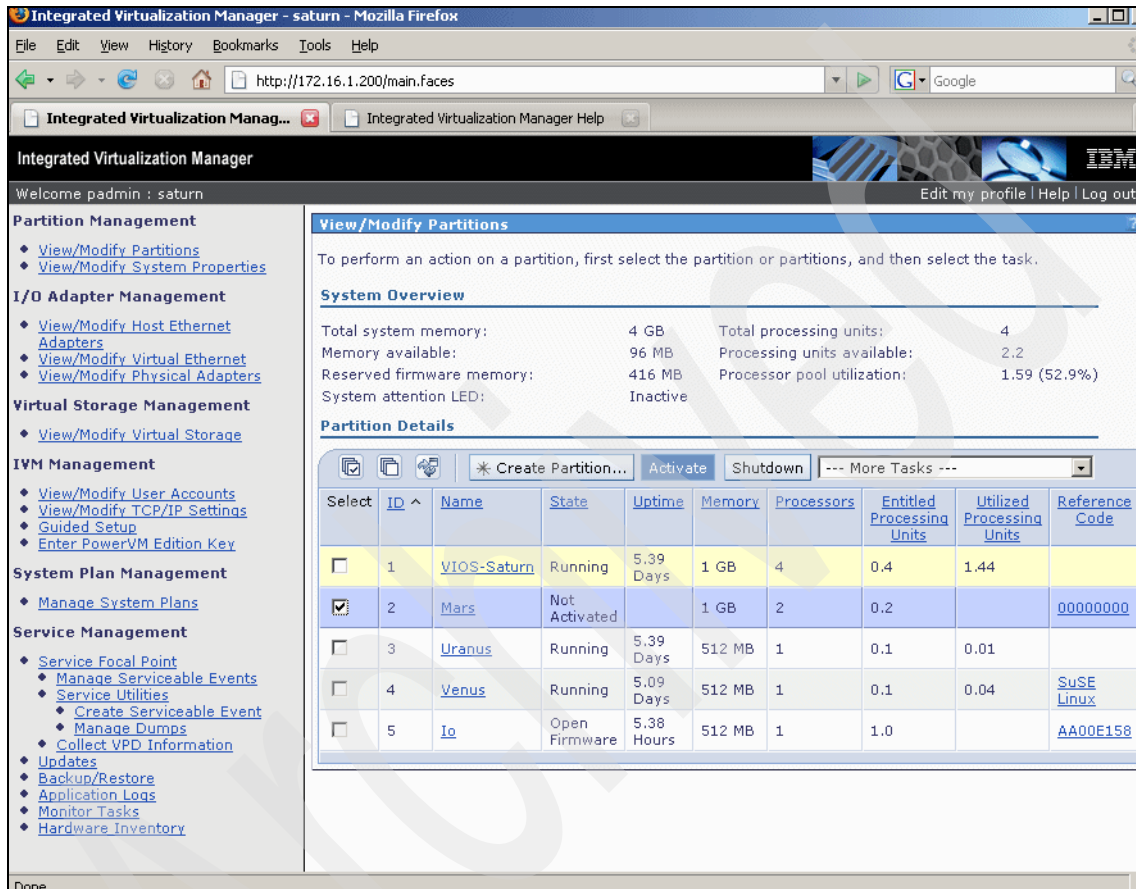 Integrated Virtualization Manager - saturn - Mozilla Firefox
File Edit View History Bookmarks Tools Help
http://172.16.1.200/main.faces
G Google
Integrated Virtualization Manag... Integrated Virtualization Manager Help
Integrated Virtualization Manager
IBM
Welcome padmin : saturn
Edit my profile | Help | Log out
Partition Management
View/Modify Partitions
View/Modify System Properties
I/O Adapter Management
View/Modify Host Ethernet
Adapters
View/Modify Virtual Ethernet
View/Modify Physical Adapters
Virtual Storage Management
View/Modify Virtual Storage
IVM Management
View/Modify User Accounts
View/Modify TCP/IP Settings
Guided Setup
Enter PowerVM Edition Key
System Plan Management
Manage System Plans
Service Management
Service Focal Point
Manage Serviceable Events
Service Utilities
Create Serviceable Event
Manage Dumps
Collect VPD Information
Updates
Backup/Restore
Application Logs
Monitor Tasks
Hardware Inventory
View/Modify Partitions
?
To perform an action on a partition, first select the partition or partitions, and then select the task.
System Overview
Total system memory: 4 GB Total processing units: 4
Memory available: 96 MB Processing units available: 2.2
Reserved firmware memory: 416 MB Processor pool utilization: 1.59 (52.9%)
System attention LED: Inactive
Partition Details
Create Partition... Activate Shutdown --- More Tasks ---
Select ID ^ Name State Uptime Memory Processors Entitled Processing Units Utilized Processing Units Reference Code
1 VIOS-Saturn Running 5.39 Days 1 GB 4 0.4 1.44
2 Mars Not Activated 1 GB 2 0.2 00000000
3 Uranus Running 5.39 Days 512 MB 1 0.1 0.01
4 Venus Running 5.09 Days 512 MB 1 0.1 0.04 SuSE Linux
5 Io Open Firmware 5.38 Hours 512 MB 1 1.0 AA00E158
Done
Archived